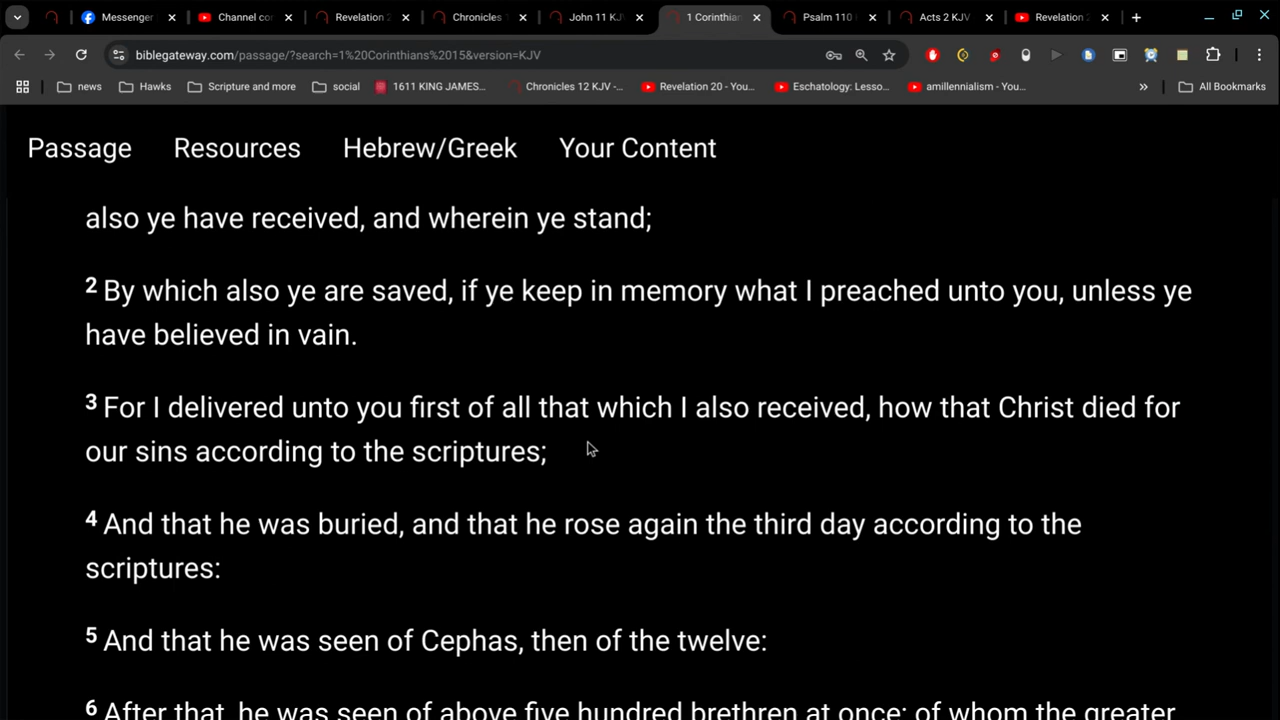 Messenger
Channel co
Revelation 2
Chronicles 1
John 11 KJ
1 Corinthian
Psalm 110
Acts 2 KJV
Revelation 2
biblegateway.com/passage/?search=1%20Corinthians%2015&version=KJV
news
Hawks
Scripture and more
social
1611 KING JAMES...
Chronicles 12 KJV -...
Revelation 20 - You...
Eschatology: Lesso...
amillennialism - You...
»
All Bookmarks
Passage Resources Hebrew/Greek Your Content
also ye have received, and wherein ye stand;
2 By which also ye are saved, if ye keep in memory what I preached unto you, unless ye
have believed in vain.
3 For I delivered unto you first of all that which I also received, how that Christ died for
our sins according to the scriptures;
4 And that he was buried, and that he rose again the third day according to the
scriptures:
5 And that he was seen of Cephas, then of the twelve:
6 After that, he was seen of above five hundred brethren at once; of whom the greater